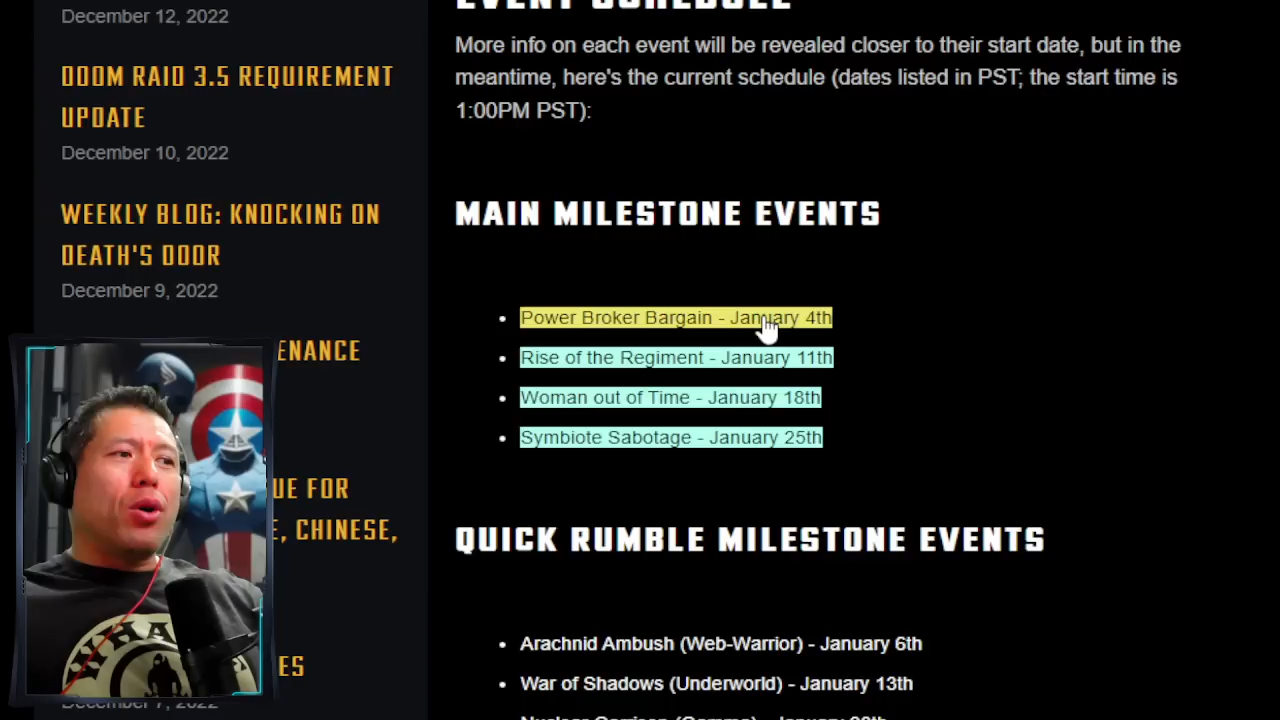 December 12, 2022
DOOM RAID 3.5 REQUIREMENT
UPDATE
December 10, 2022
WEEKLY BLOG: KNOCKING ON
DEATH'S DOOR
December 9, 2022
ENANCE
UE FOR
E, CHINESE,
ES
December 7, 2022
EVENT SCHEDULE
More info on each event will be revealed closer to their start date, but in the
meantime, here's the current schedule (dates listed in PST; the start time is
1:00PM PST):
MAIN MILESTONE EVENTS
• Power Broker Bargain - January 4th
• Rise of the Regiment - January 11th
• Woman out of Time - January 18th
• Symbiote Sabotage - January 25th
QUICK RUMBLE MILESTONE EVENTS
• Arachnid Ambush (Web-Warrior) - January 6th
• War of Shadows (Underworld) - January 13th